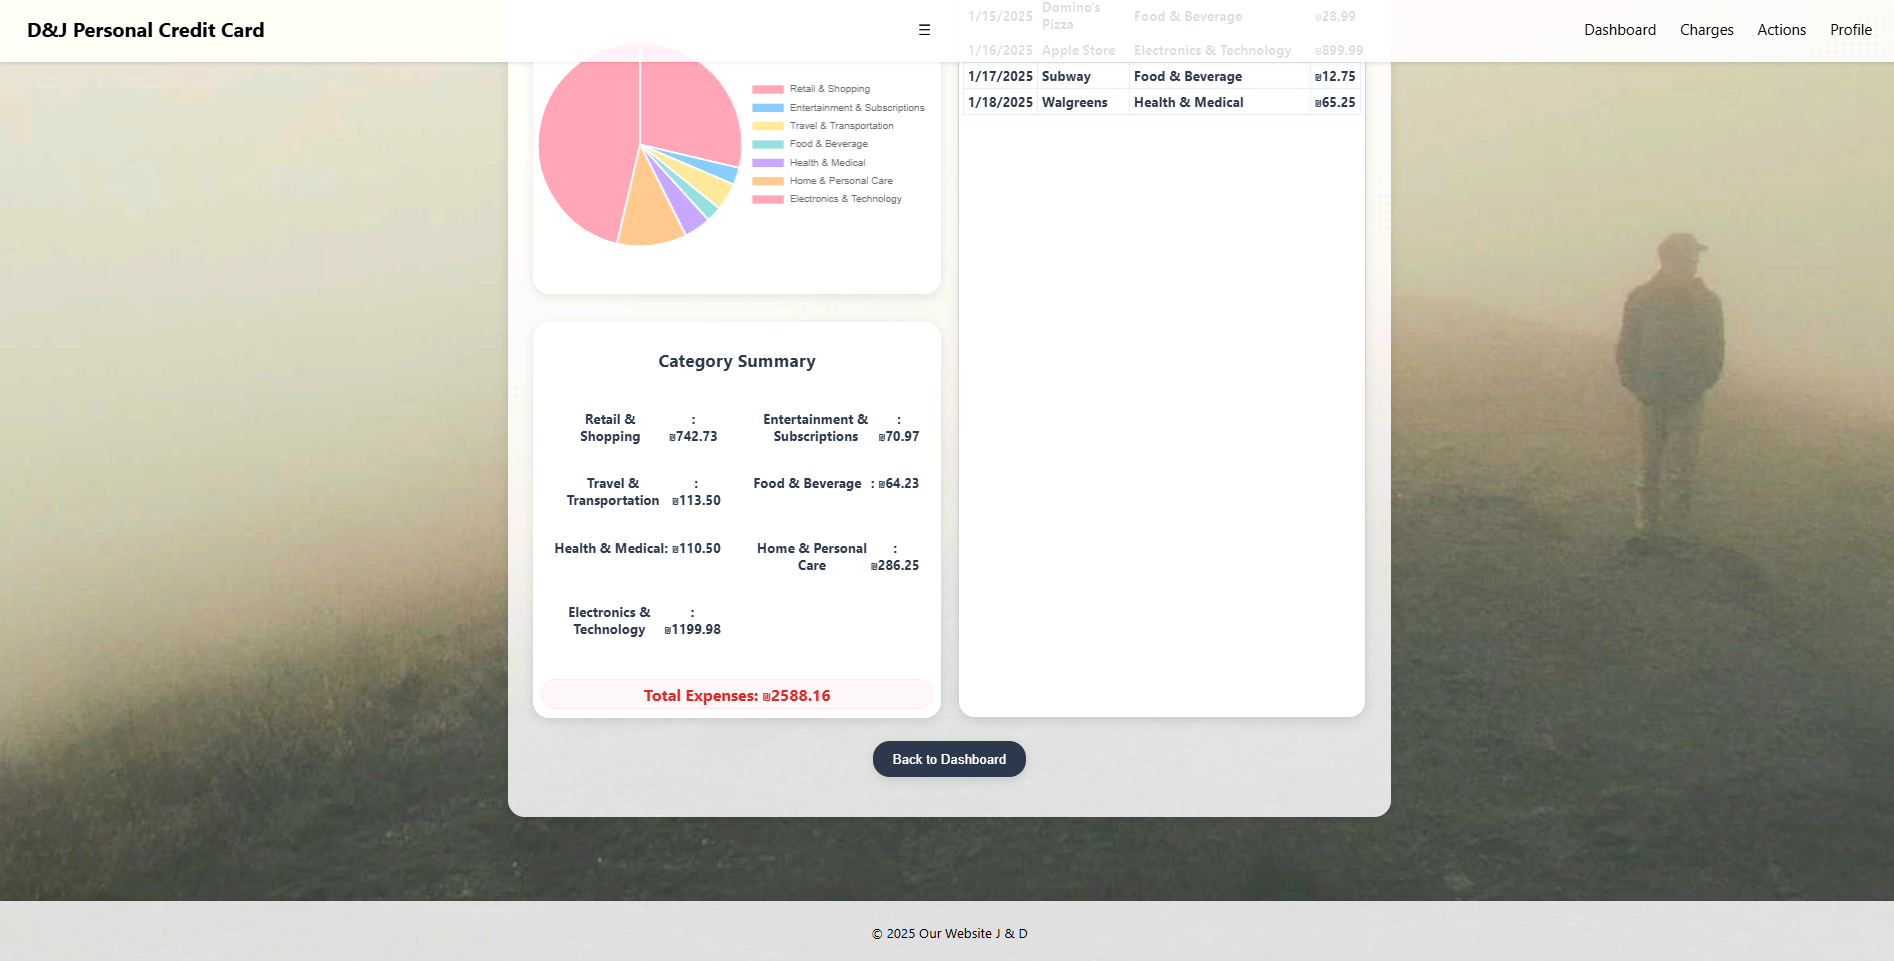 D&J Personal Credit Card
☰
Dashboard Charges Actions Profile
Retail & Shopping
Entertainment & Subscriptions
Travel & Transportation
Food & Beverage
Health & Medical
Home & Personal Care
Electronics & Technology
Category Summary
Retail & Shopping : ₪742.73
Entertainment & Subscriptions : ₪70.97
Travel & Transportation : ₪113.50
Food & Beverage : ₪64.23
Health & Medical: ₪110.50
Home & Personal Care : ₪286.25
Electronics & Technology : ₪1199.98
Total Expenses: ₪2588.16
1/15/2025 Domino's Pizza Food & Beverage ₪28.99
1/16/2025 Apple Store Electronics & Technology ₪899.99
1/17/2025 Subway Food & Beverage ₪12.75
1/18/2025 Walgreens Health & Medical ₪65.25
Back to Dashboard
© 2025 Our Website J & D